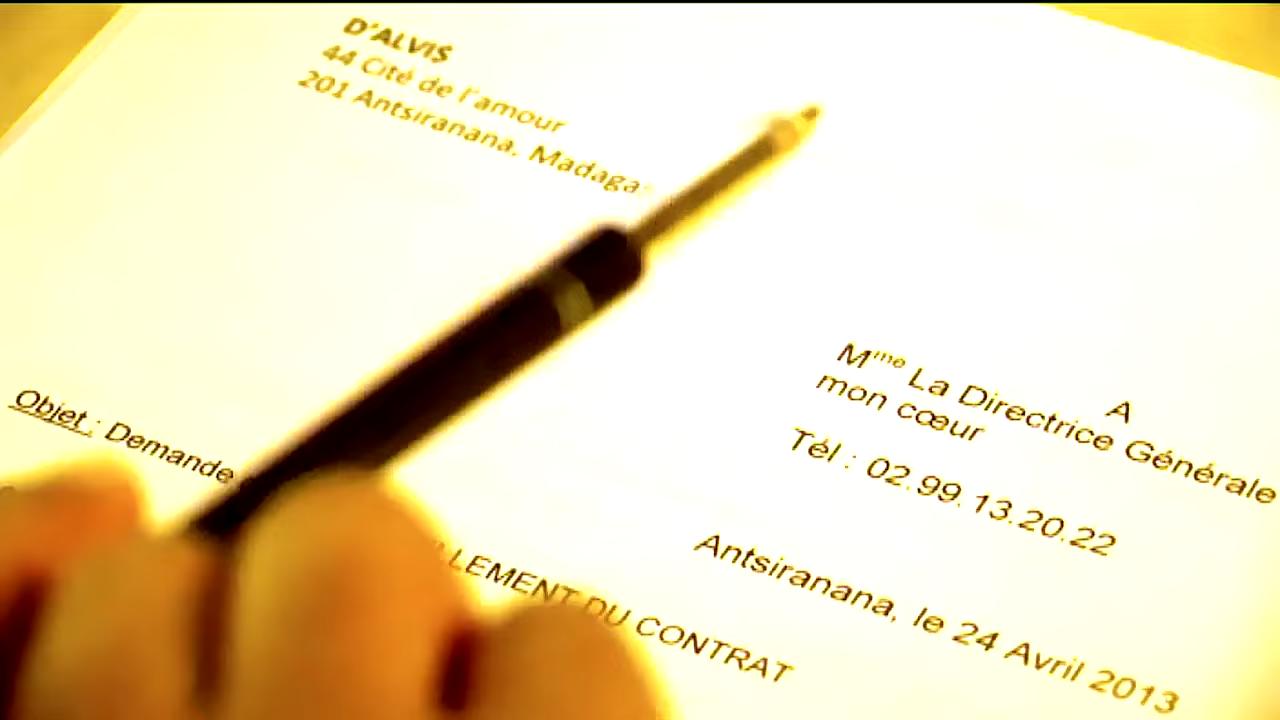 D'ALVIS
44 Cité de l'amour
201 Antsiranana, Madaga
A
Mme La Directrice Générale
mon cœur
Tél : 02.99.13.20.22
Antsiranana, le 24 Avril 2013
Objet : Demande
LLEMENT DU CONTRAT